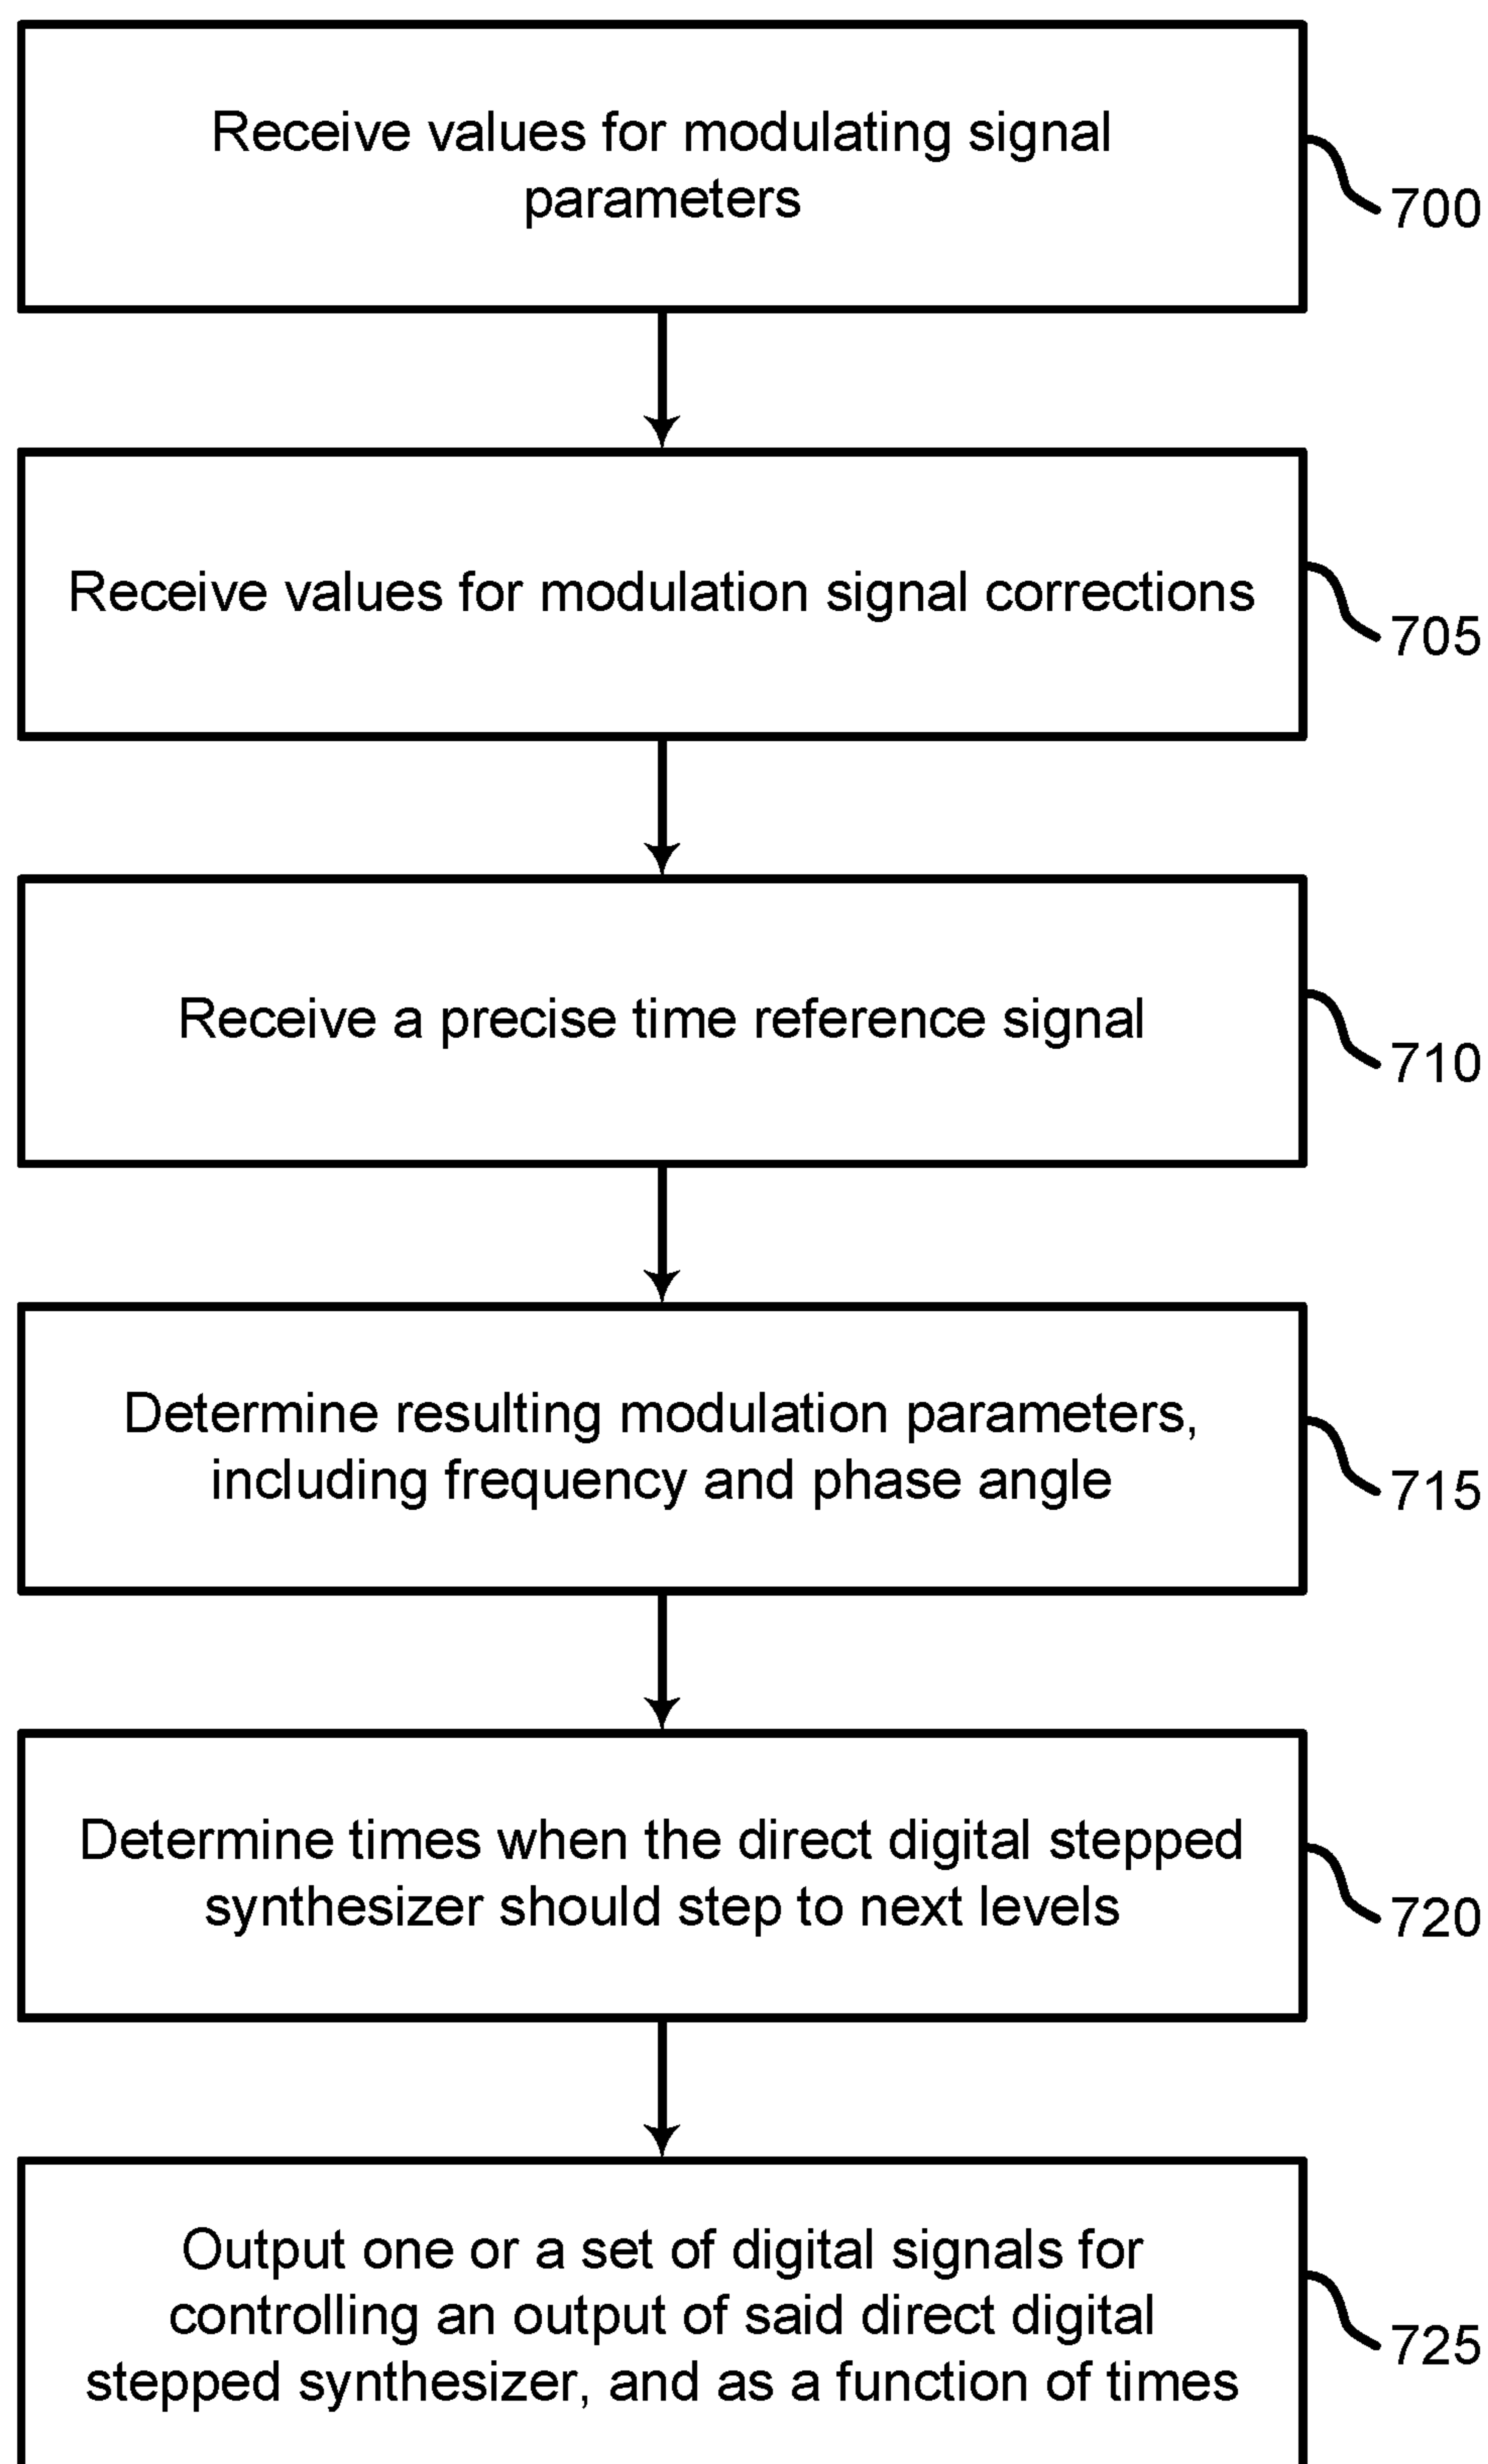 Receive values for modulating signal
parameters
700
Receive values for modulation signal corrections
705
Receive a precise time reference signal
710
Determine resulting modulation parameters,
including frequency and phase angle
715
Determine times when the direct digital stepped
synthesizer should step to next levels
720
Output one or a set of digital signals for
controlling an output of said direct digital
stepped synthesizer, and as a function of times
725